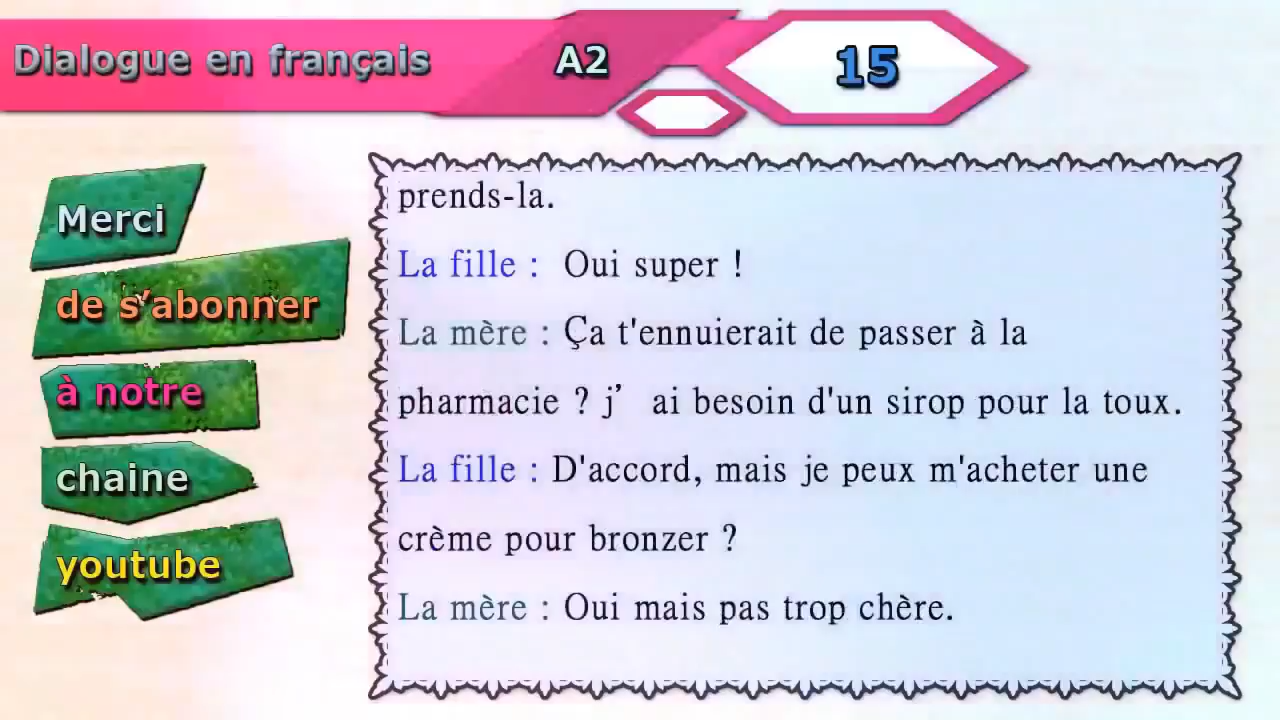 Dialogue en français
A2
15
Merci
de s’abonner
à notre
chaine
youtube
prends-la.
La fille : Oui super !
La mère : Ça t'ennuierait de passer à la
pharmacie ? j’ ai besoin d'un sirop pour la toux.
La fille : D'accord, mais je peux m'acheter une
crème pour bronzer ?
La mère : Oui mais pas trop chère.